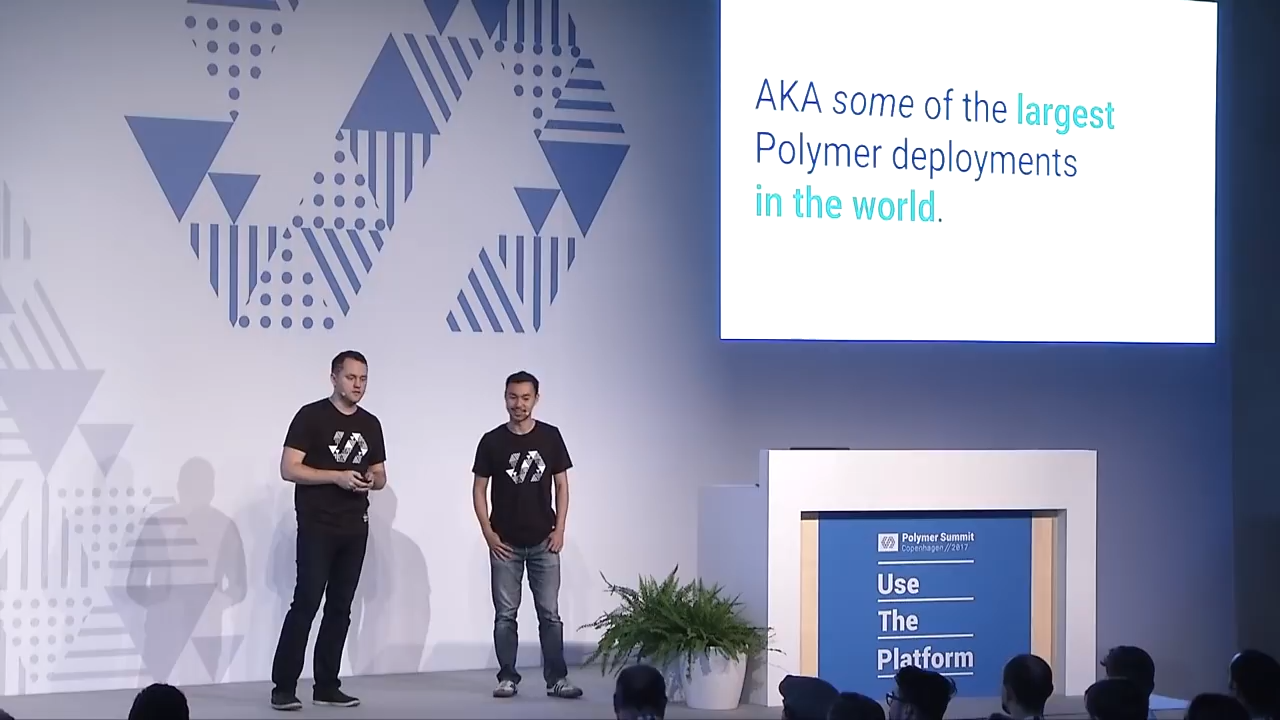 AKA some of the largest
Polymer deployments
in the world.
Polymer Summit
Copenhagen//2017
Use
The
Platform